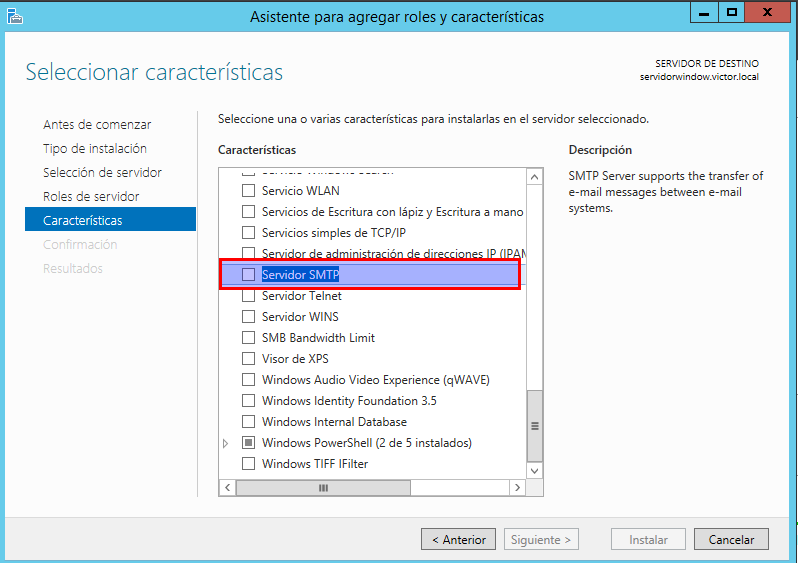 Asistente para agregar roles y características
Seleccionar características
SERVIDOR DE DESTINO
servidorwindow.victor.local
Antes de comenzar
Tipo de instalación
Selección de servidor
Roles de servidor
Características
Confirmación
Resultados
Seleccione una o varias características para instalarlas en el servidor seleccionado.
Características
Servicio Windows Search
Servicio WLAN
Servicios de Escritura con lápiz y Escritura a mano
Servicios simples de TCP/IP
Servidor de administración de direcciones IP (IPAM
Servidor SMTP
Servidor Telnet
Servidor WINS
SMB Bandwidth Limit
Visor de XPS
Windows Audio Video Experience (qWAVE)
Windows Identity Foundation 3.5
Windows Internal Database
Windows PowerShell (2 de 5 instalados)
Windows TIFF IFilter
Descripción
SMTP Server supports the transfer of
e-mail messages between e-mail
systems.
< Anterior
Siguiente >
Instalar
Cancelar